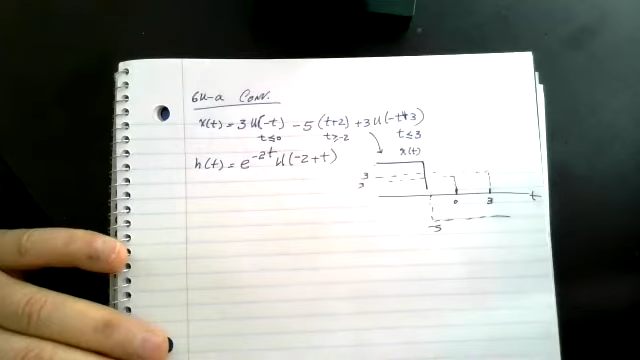 6u-a Conv.
x(t) = 3 u(-t) - 5 (t+2) + 3 u(-t+3)
t≤0 t≥-2 t≤3
h(t) = e^-2t u(-2+t)
x(t)
3
0 3 t
-5